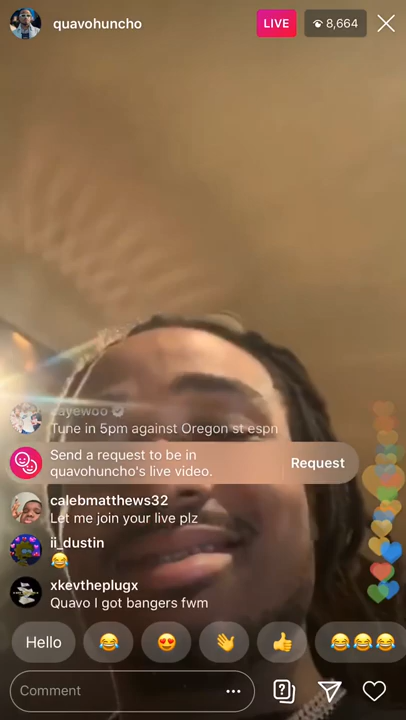 quavohuncho
LIVE
8,664
cayewoo
Tune in 5pm against Oregon st espn
Send a request to be in
quavohuncho's live video.
Request
calebmatthews32
Let me join your live plz
ii_dustin
😂
xkevtheplugx
Quavo I got bangers fwm
Hello 😂 😍 👋 👍 😂😂😂
Comment